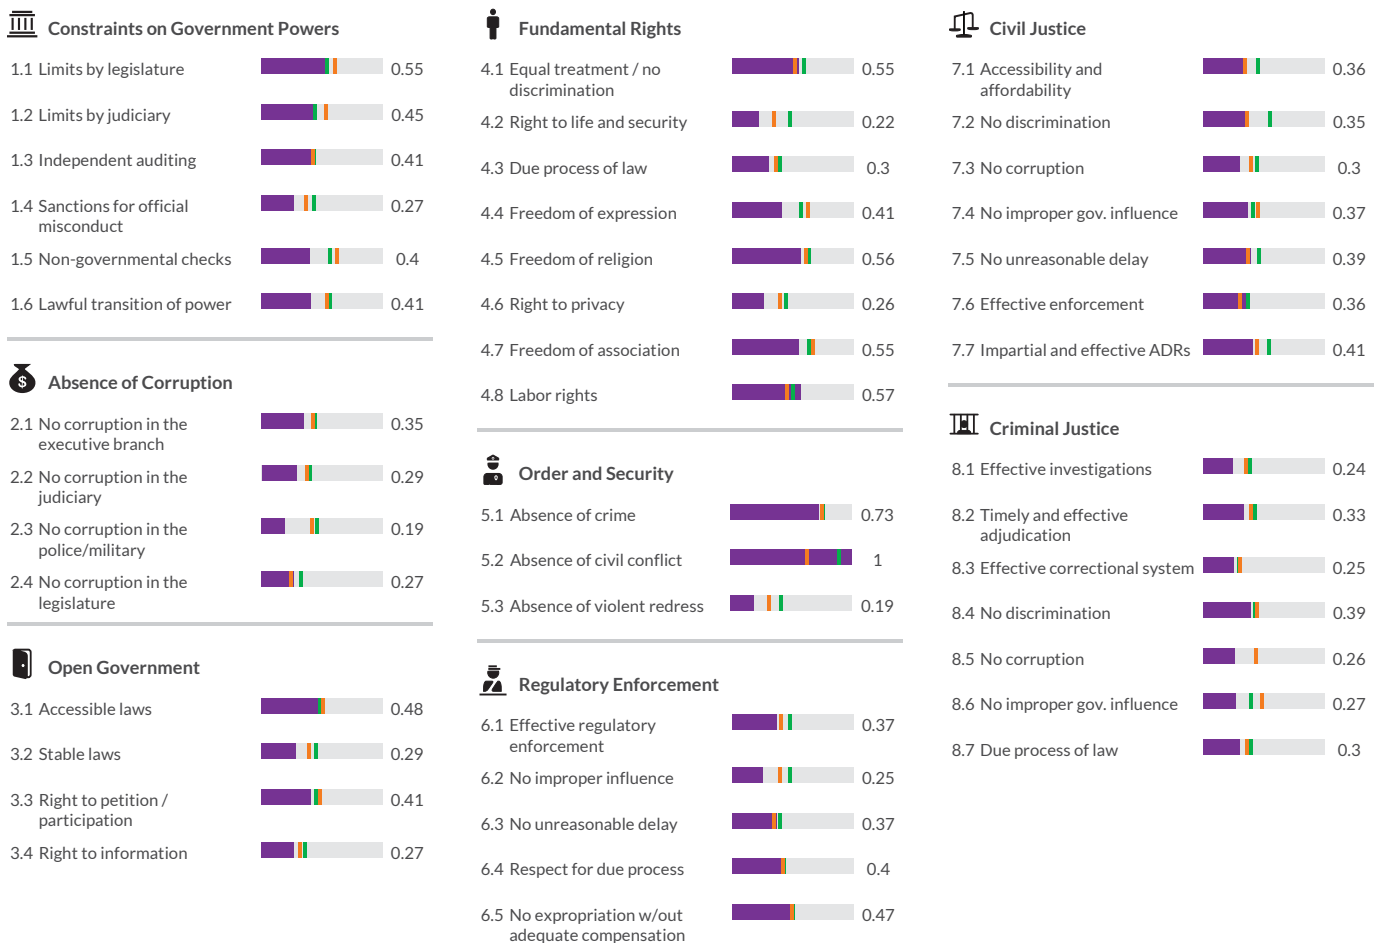 Constraints on Government Powers
1.1 Limits by legislature 0.55
1.2 Limits by judiciary 0.45
1.3 Independent auditing 0.41
1.4 Sanctions for official 0.27
misconduct
1.5 Non-governmental checks 0.4
1.6 Lawful transition of power 0.41
Absence of Corruption
2.1 No corruption in the 0.35
executive branch
2.2 No corruption in the 0.29
judiciary
2.3 No corruption in the 0.19
police/military
2.4 No corruption in the 0.27
legislature
Open Government
3.1 Accessible laws 0.48
3.2 Stable laws 0.29
3.3 Right to petition / 0.41
participation
3.4 Right to information 0.27
Fundamental Rights
4.1 Equal treatment / no 0.55
discrimination
4.2 Right to life and security 0.22
4.3 Due process of law 0.3
4.4 Freedom of expression 0.41
4.5 Freedom of religion 0.56
4.6 Right to privacy 0.26
4.7 Freedom of association 0.55
4.8 Labor rights 0.57
Order and Security
5.1 Absence of crime 0.73
5.2 Absence of civil conflict 1
5.3 Absence of violent redress 0.19
Regulatory Enforcement
6.1 Effective regulatory 0.37
enforcement
6.2 No improper influence 0.25
6.3 No unreasonable delay 0.37
6.4 Respect for due process 0.4
6.5 No expropriation w/out 0.47
adequate compensation
Civil Justice
7.1 Accessibility and 0.36
affordability
7.2 No discrimination 0.35
7.3 No corruption 0.3
7.4 No improper gov. influence 0.37
7.5 No unreasonable delay 0.39
7.6 Effective enforcement 0.36
7.7 Impartial and effective ADRs 0.41
Criminal Justice
8.1 Effective investigations 0.24
8.2 Timely and effective 0.33
adjudication
8.3 Effective correctional system 0.25
8.4 No discrimination 0.39
8.5 No corruption 0.26
8.6 No improper gov. influence 0.27
8.7 Due process of law 0.3